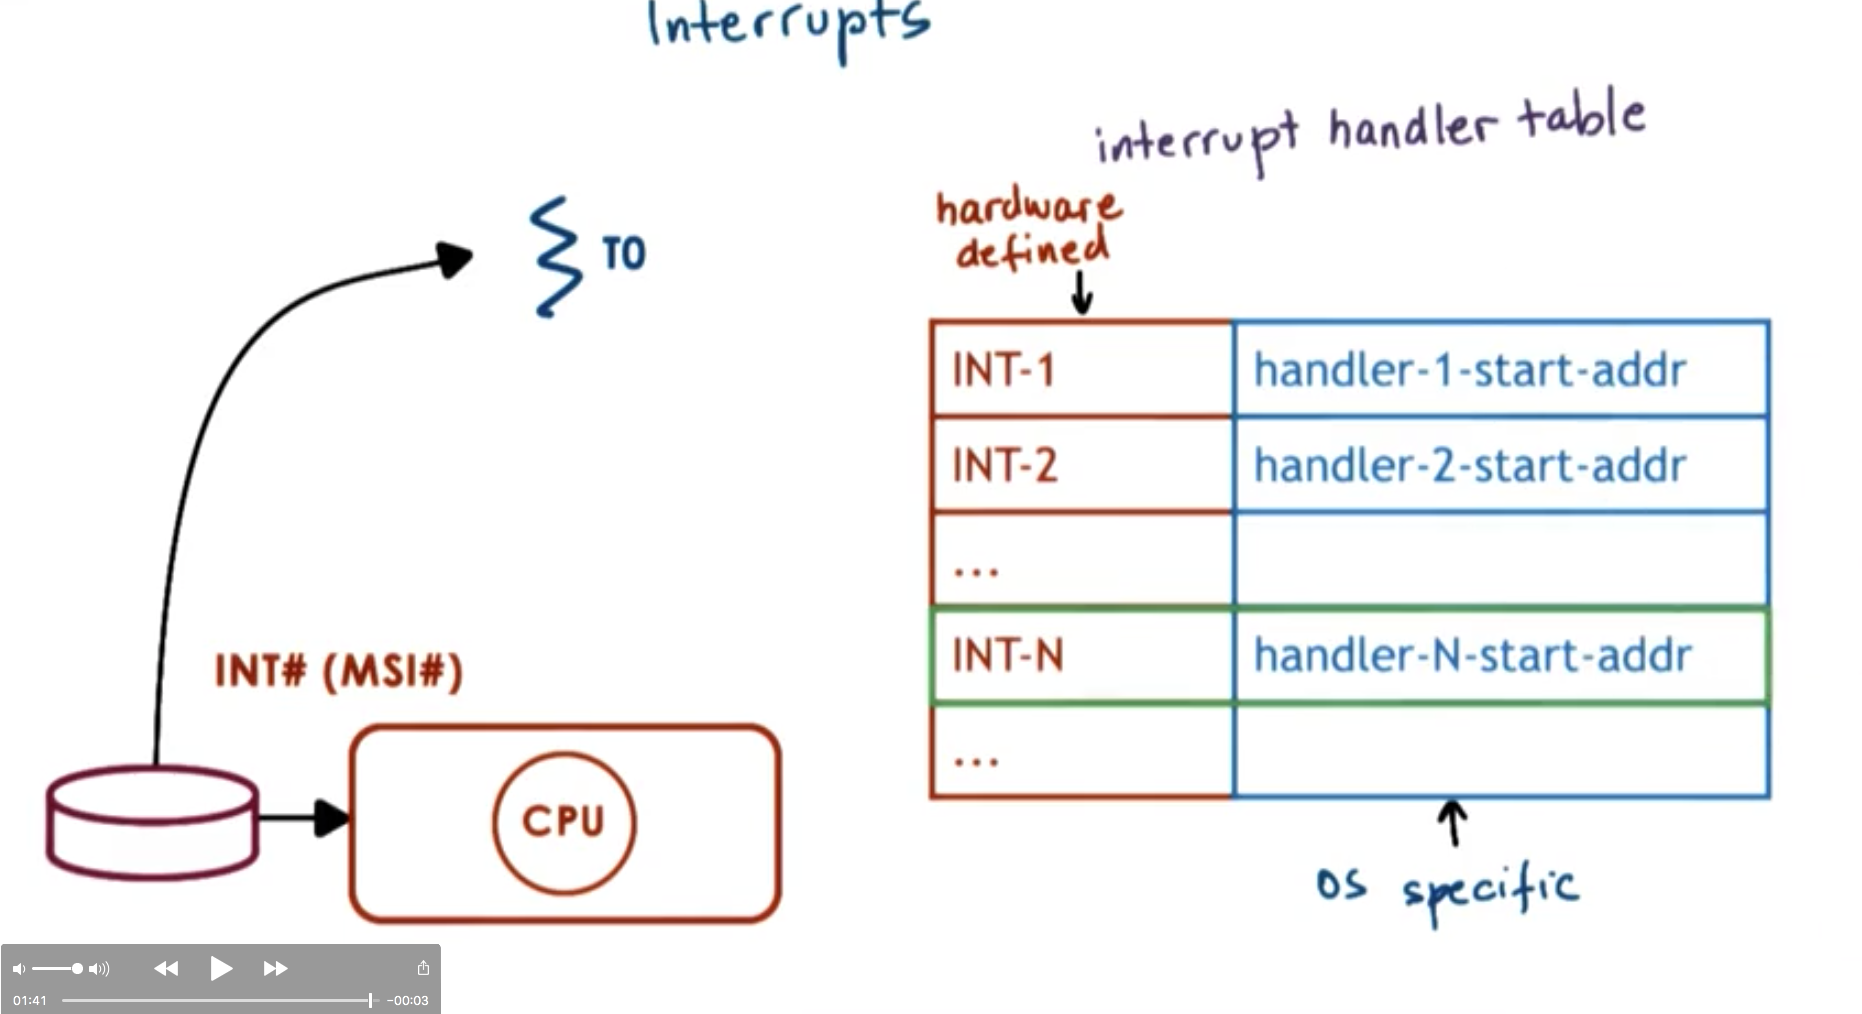 Interrupts
interrupt handler table
hardware
defined
TO
INT-1 handler-1-start-addr
INT-2 handler-2-start-addr
...
INT-N handler-N-start-addr
...
INT# (MSI#)
CPU
OS specific
01:41 -00:03